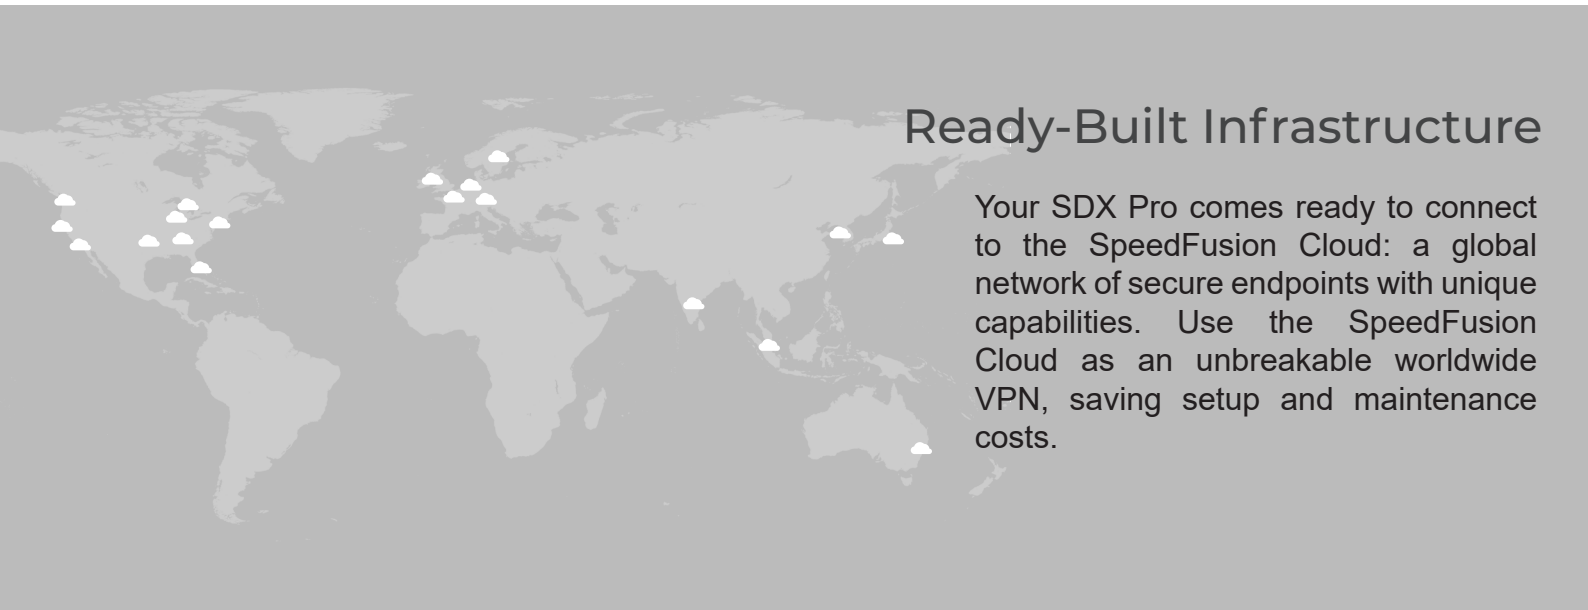 Ready-Built Infrastructure
Your SDX Pro comes ready to connect
to the SpeedFusion Cloud: a global
network of secure endpoints with unique
capabilities. Use the SpeedFusion
Cloud as an unbreakable worldwide
VPN, saving setup and maintenance
costs.